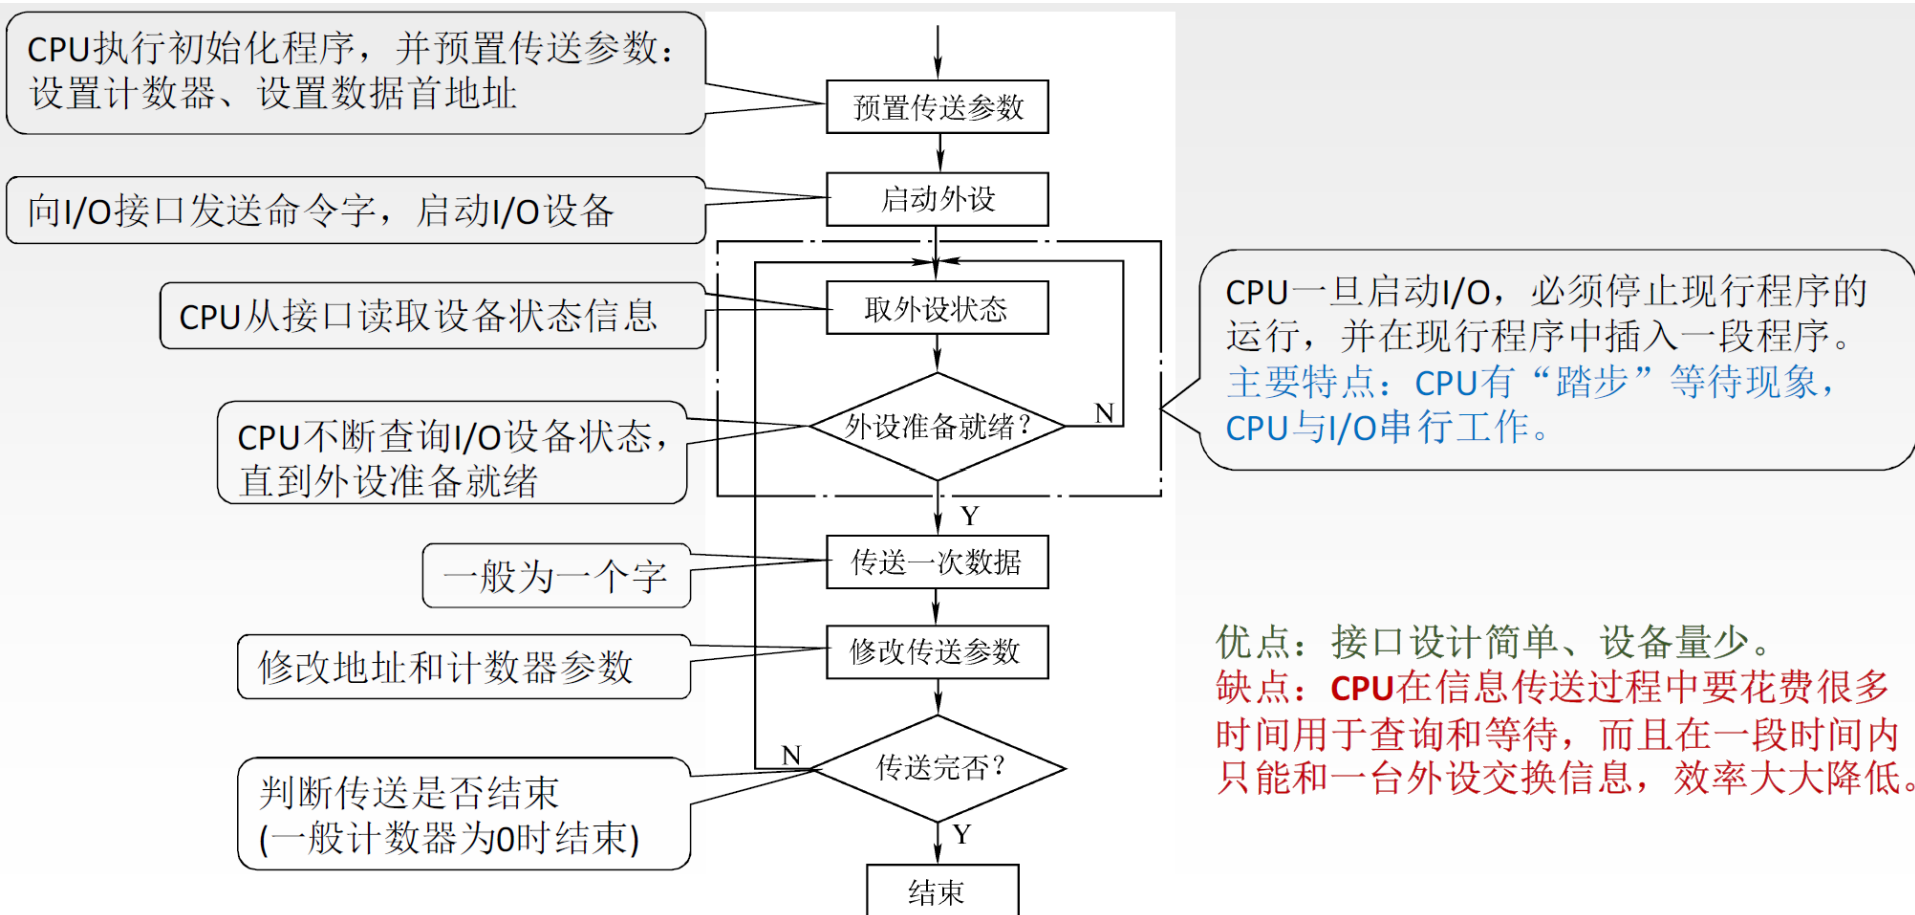 CPU执行初始化程序，并预置传送参数：
设置计数器、设置数据首地址
预置传送参数
向I/O接口发送命令字，启动I/O设备
启动外设
CPU从接口读取设备状态信息
取外设状态
CPU一旦启动I/O，必须停止现行程序的
运行，并在现行程序中插入一段程序。
主要特点：CPU有“踏步”等待现象，
CPU与I/O串行工作。
CPU不断查询I/O设备状态，
直到外设准备就绪
外设准备就绪？
N
Y
一般为一个字
传送一次数据
修改地址和计数器参数
修改传送参数
优点：接口设计简单、设备量少。
缺点：CPU在信息传送过程中要花费很多
时间用于查询和等待，而且在一段时间内
只能和一台外设交换信息，效率大大降低。
判断传送是否结束
(一般计数器为0时结束)
N
传送完否？
Y
结束